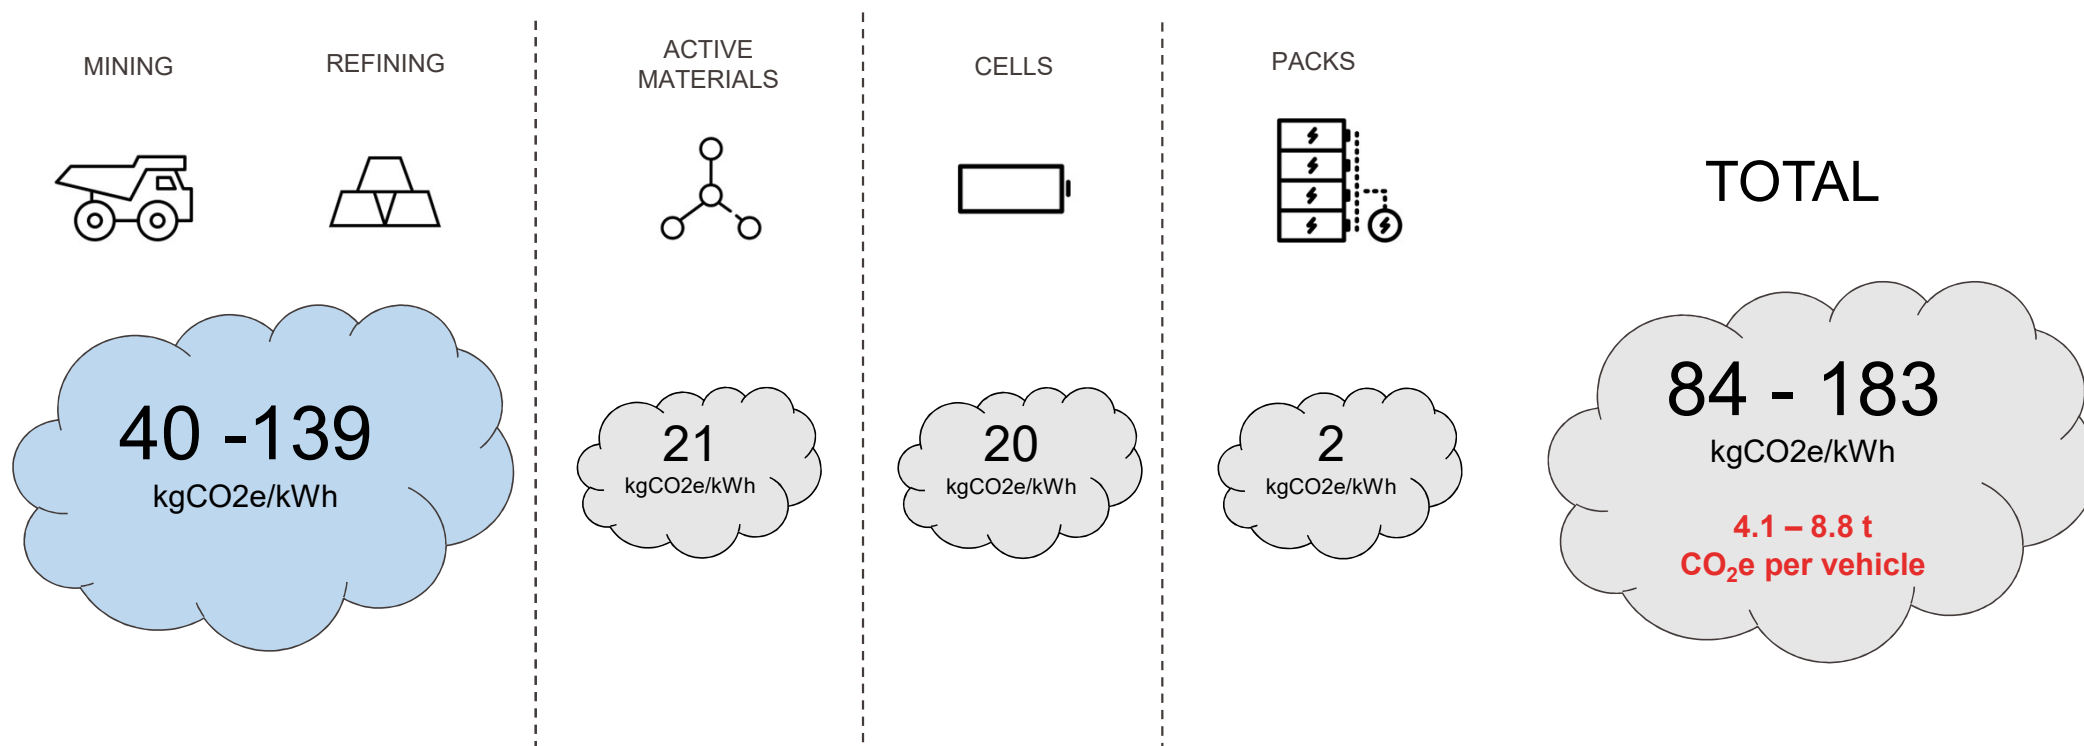 MINING
REFINING
ACTIVE
MATERIALS
CELLS
PACKS
TOTAL
40 -139
kgCO2e/kWh
21
kgCO2e/kWh
20
kgCO2e/kWh
2
kgCO2e/kWh
84 - 183
kgCO2e/kWh
4.1 – 8.8 t
CO₂e per vehicle